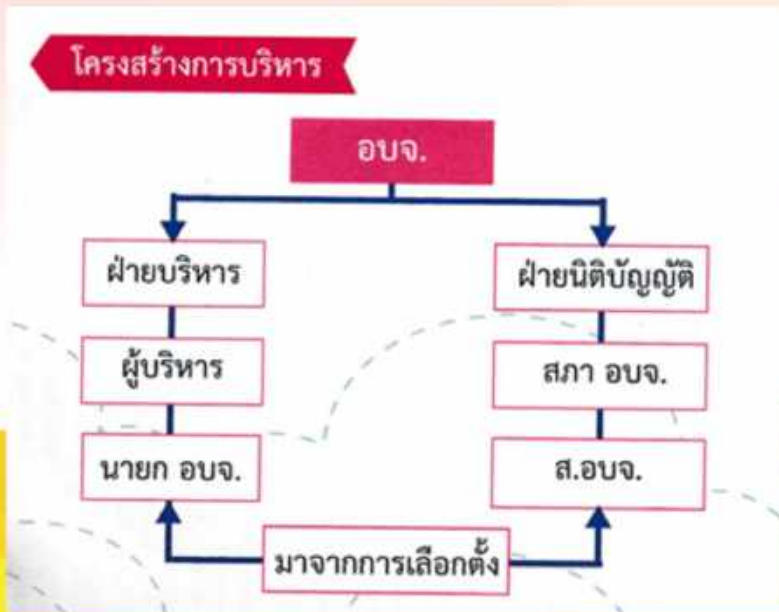 โครงสร้างการบริหาร
อบจ.
ฝ่ายบริหาร
ฝ่ายนิติบัญญัติ
ผู้บริหาร
สภา อบจ.
นายก อบจ.
ส.อบจ.
มาจากการเลือกตั้ง